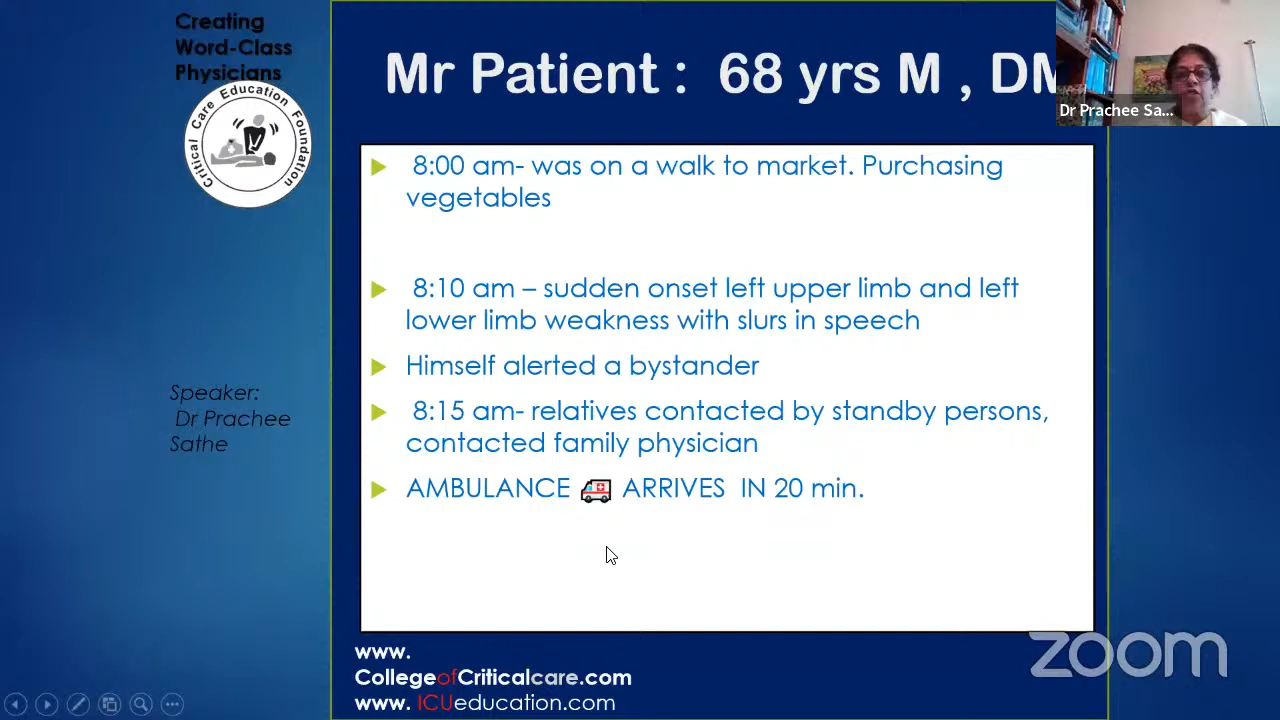 Creating
Word-Class
Physicians
Critical Care Education Foundation
Mr Patient : 68 yrs M , DM
Dr Prachee Sa...
8:00 am- was on a walk to market. Purchasing
vegetables
8:10 am – sudden onset left upper limb and left
lower limb weakness with slurs in speech
Himself alerted a bystander
8:15 am- relatives contacted by standby persons,
contacted family physician
AMBULANCE 🚑 ARRIVES IN 20 min.
Speaker:
Dr Prachee
Sathe
www.
CollegeofCriticalcare.com
www. ICUeducation.com
zoom